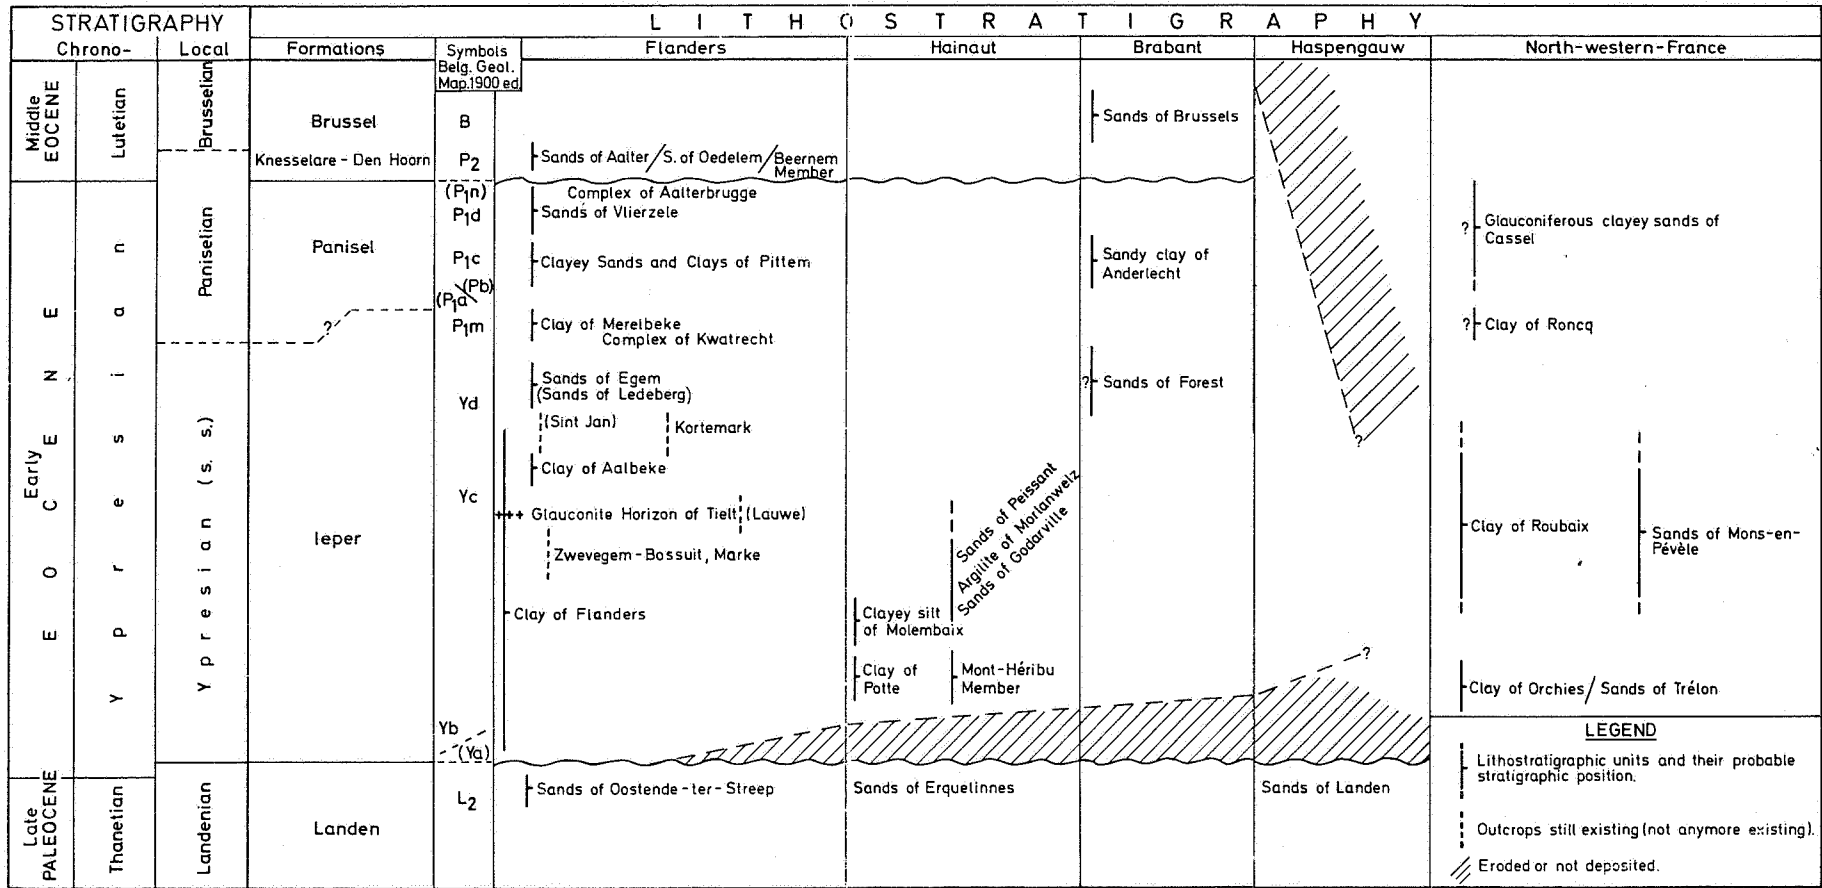 STRATIGRAPHY
LITHOSTRATIGRAPHY
Chrono-
Local
Formations
Symbols
Belg. Geol.
Map.1900 ed.
Flanders
Hainaut
Brabant
Haspengauw
North-western-France
Middle
EOCENE
Lutetian
Brusselian
Brussel
B
Sands of Brussels
Knesselare - Den Hoorn
P2
Sands of Aalter/S. of Oedelem/Beernem
Member
Early
EOCENE
Ypresian
Paniselian
Panisel
(P1n)
Complex of Aalterbrugge
P1d
Sands of Vlierzele
? Glauconiferous clayey sands of
Cassel
P1c
Clayey Sands and Clays of Pittem
Sandy clay of
Anderlecht
(Pb)
(P1a
?
P1m
Clay of Merelbeke
Complex of Kwatrecht
? Clay of Roncq
Ypresian (s. s.)
Ieper
Yd
Sands of Egem
(Sands of Ledeberg)
? Sands of Forest
(Sint Jan)
Kortemark
?
Clay of Aalbeke
Yc
+++ Glauconite Horizon of Tielt (Lauwe)
Zwevegem-Bossuit, Marke
Sands of Peissant
Argilite of Morlanwelz
Sands of Godarville
Clay of Roubaix
Sands of Mons-en-
Pévèle
Clay of Flanders
Clayey silt
of Molembaix
Clay of
Potte
Mont-Héribu
Member
?
Clay of Orchies/Sands of Trélon
Yb
(Ya)
Late
PALEOCENE
Thanetian
Landenian
Landen
L2
Sands of Oostende-ter-Streep
Sands of Erquelinnes
Sands of Landen
LEGEND
Lithostratigraphic units and their probable
stratigraphic position.
Outcrops still existing (not anymore existing).
Eroded or not deposited.